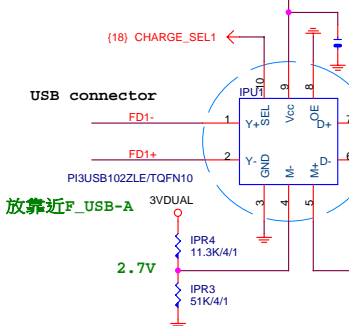 {18} CHARGE_SEL1
10
9
8
IPU1
USB connector
SEL
Vcc
OE
FD1-
1
Y+
D+
7
FD1+
2
Y-
D-
6
GND
M-
M+
PI3USB102ZLE/TQFN10
3
4
5
放靠近F_USB-A
3VDUAL
IPR4
11.3K/4/1
2.7V
IPR3
51K/4/1